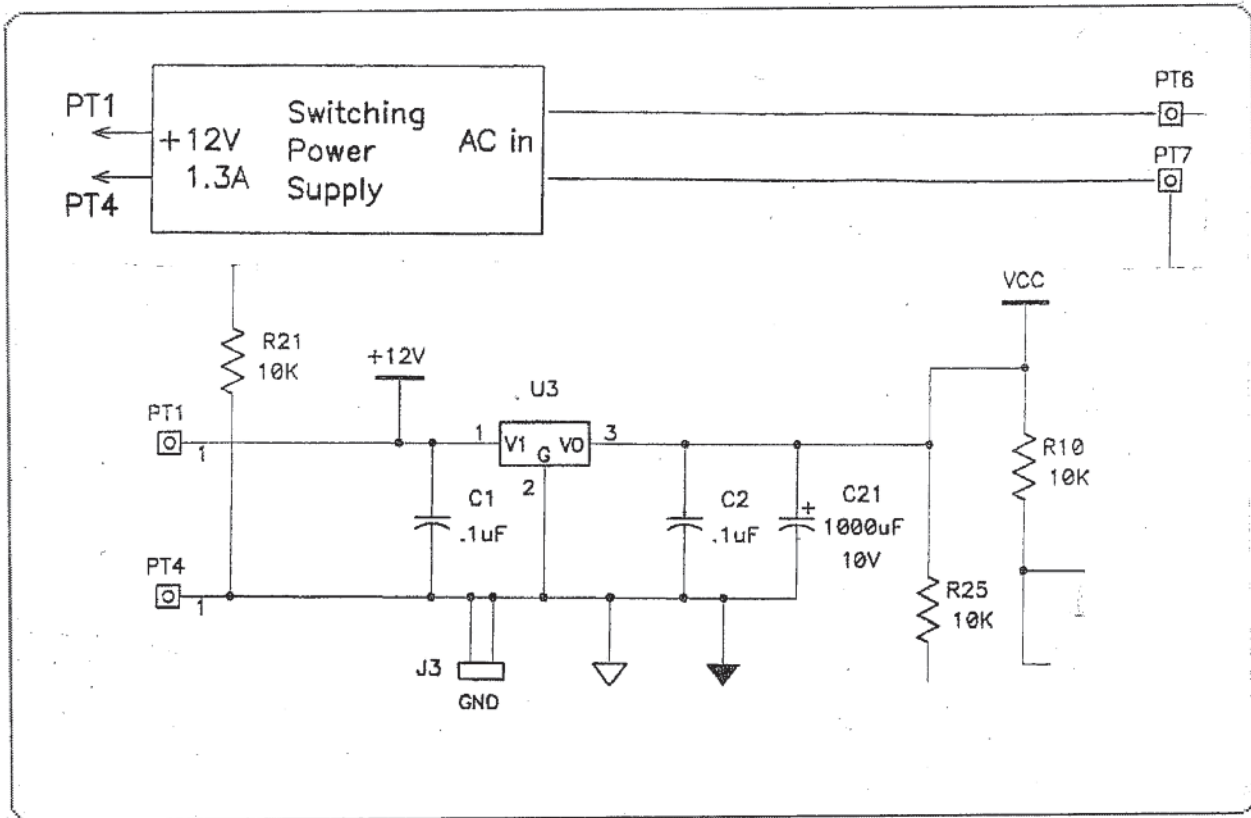 PT6
PT1
+12V
1.3A
Switching
Power
Supply
AC in
PT7
PT4
VCC
R21
10K
+12V
U3
PT1
1
1
V1
G
VO
3
2
R10
10K
C1
.1uF
C2
.1uF
C21
+
1000uF
10V
PT4
1
R25
10K
J3
GND